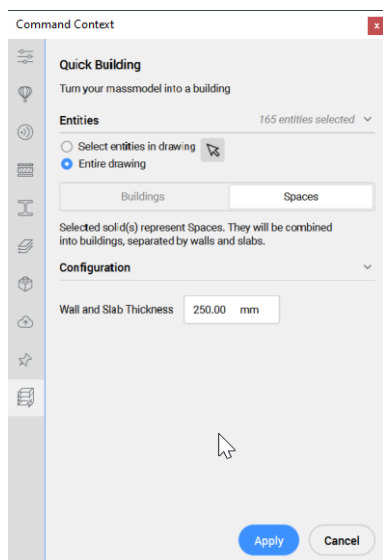 Command Context
x
Quick Building
Turn your massmodel into a building
Entities 165 entities selected
Select entities in drawing
Entire drawing
Buildings Spaces
Selected solid(s) represent Spaces. They will be combined
into buildings, separated by walls and slabs.
Configuration
Wall and Slab Thickness 250.00 mm
Apply Cancel